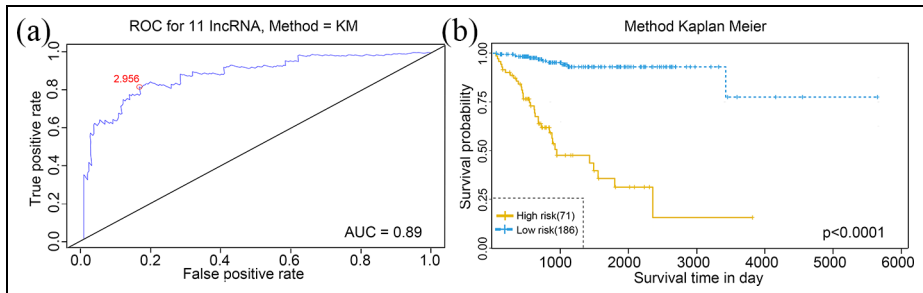 (a)
ROC for 11 lncRNA, Method = KM
True positive rate
1.0
0.8
0.6
0.4
0.2
0.0
2.956
AUC = 0.89
0.0 0.2 0.4 0.6 0.8 1.0
False positive rate
(b)
Method Kaplan Meier
Survival probability
1.00
0.75
0.50
0.25
0.00
High risk(71)
Low risk(186)
p<0.0001
1000 2000 3000 4000 5000 6000
Survival time in day